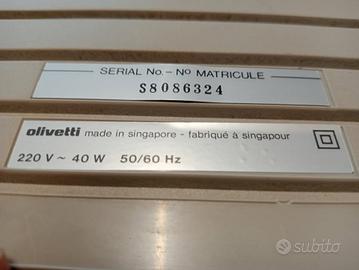 SERIAL No. – Nº MATRICULE
S8086324
olivetti made in singapore - fabriqué à singapour
220 V ~ 40 W 50/60 Hz
subito